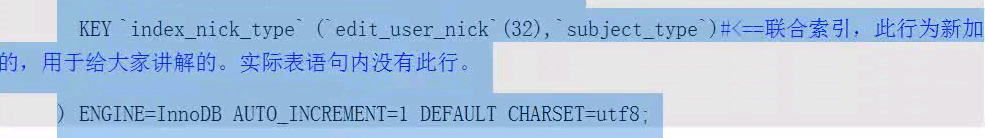 KEY `index_nick_type` (`edit_user_nick`(32),`subject_type`)#<==联合索引，此行为新加
的，用于给大家讲解的。实际表语句内没有此行。
) ENGINE=InnoDB AUTO_INCREMENT=1 DEFAULT CHARSET=utf8;